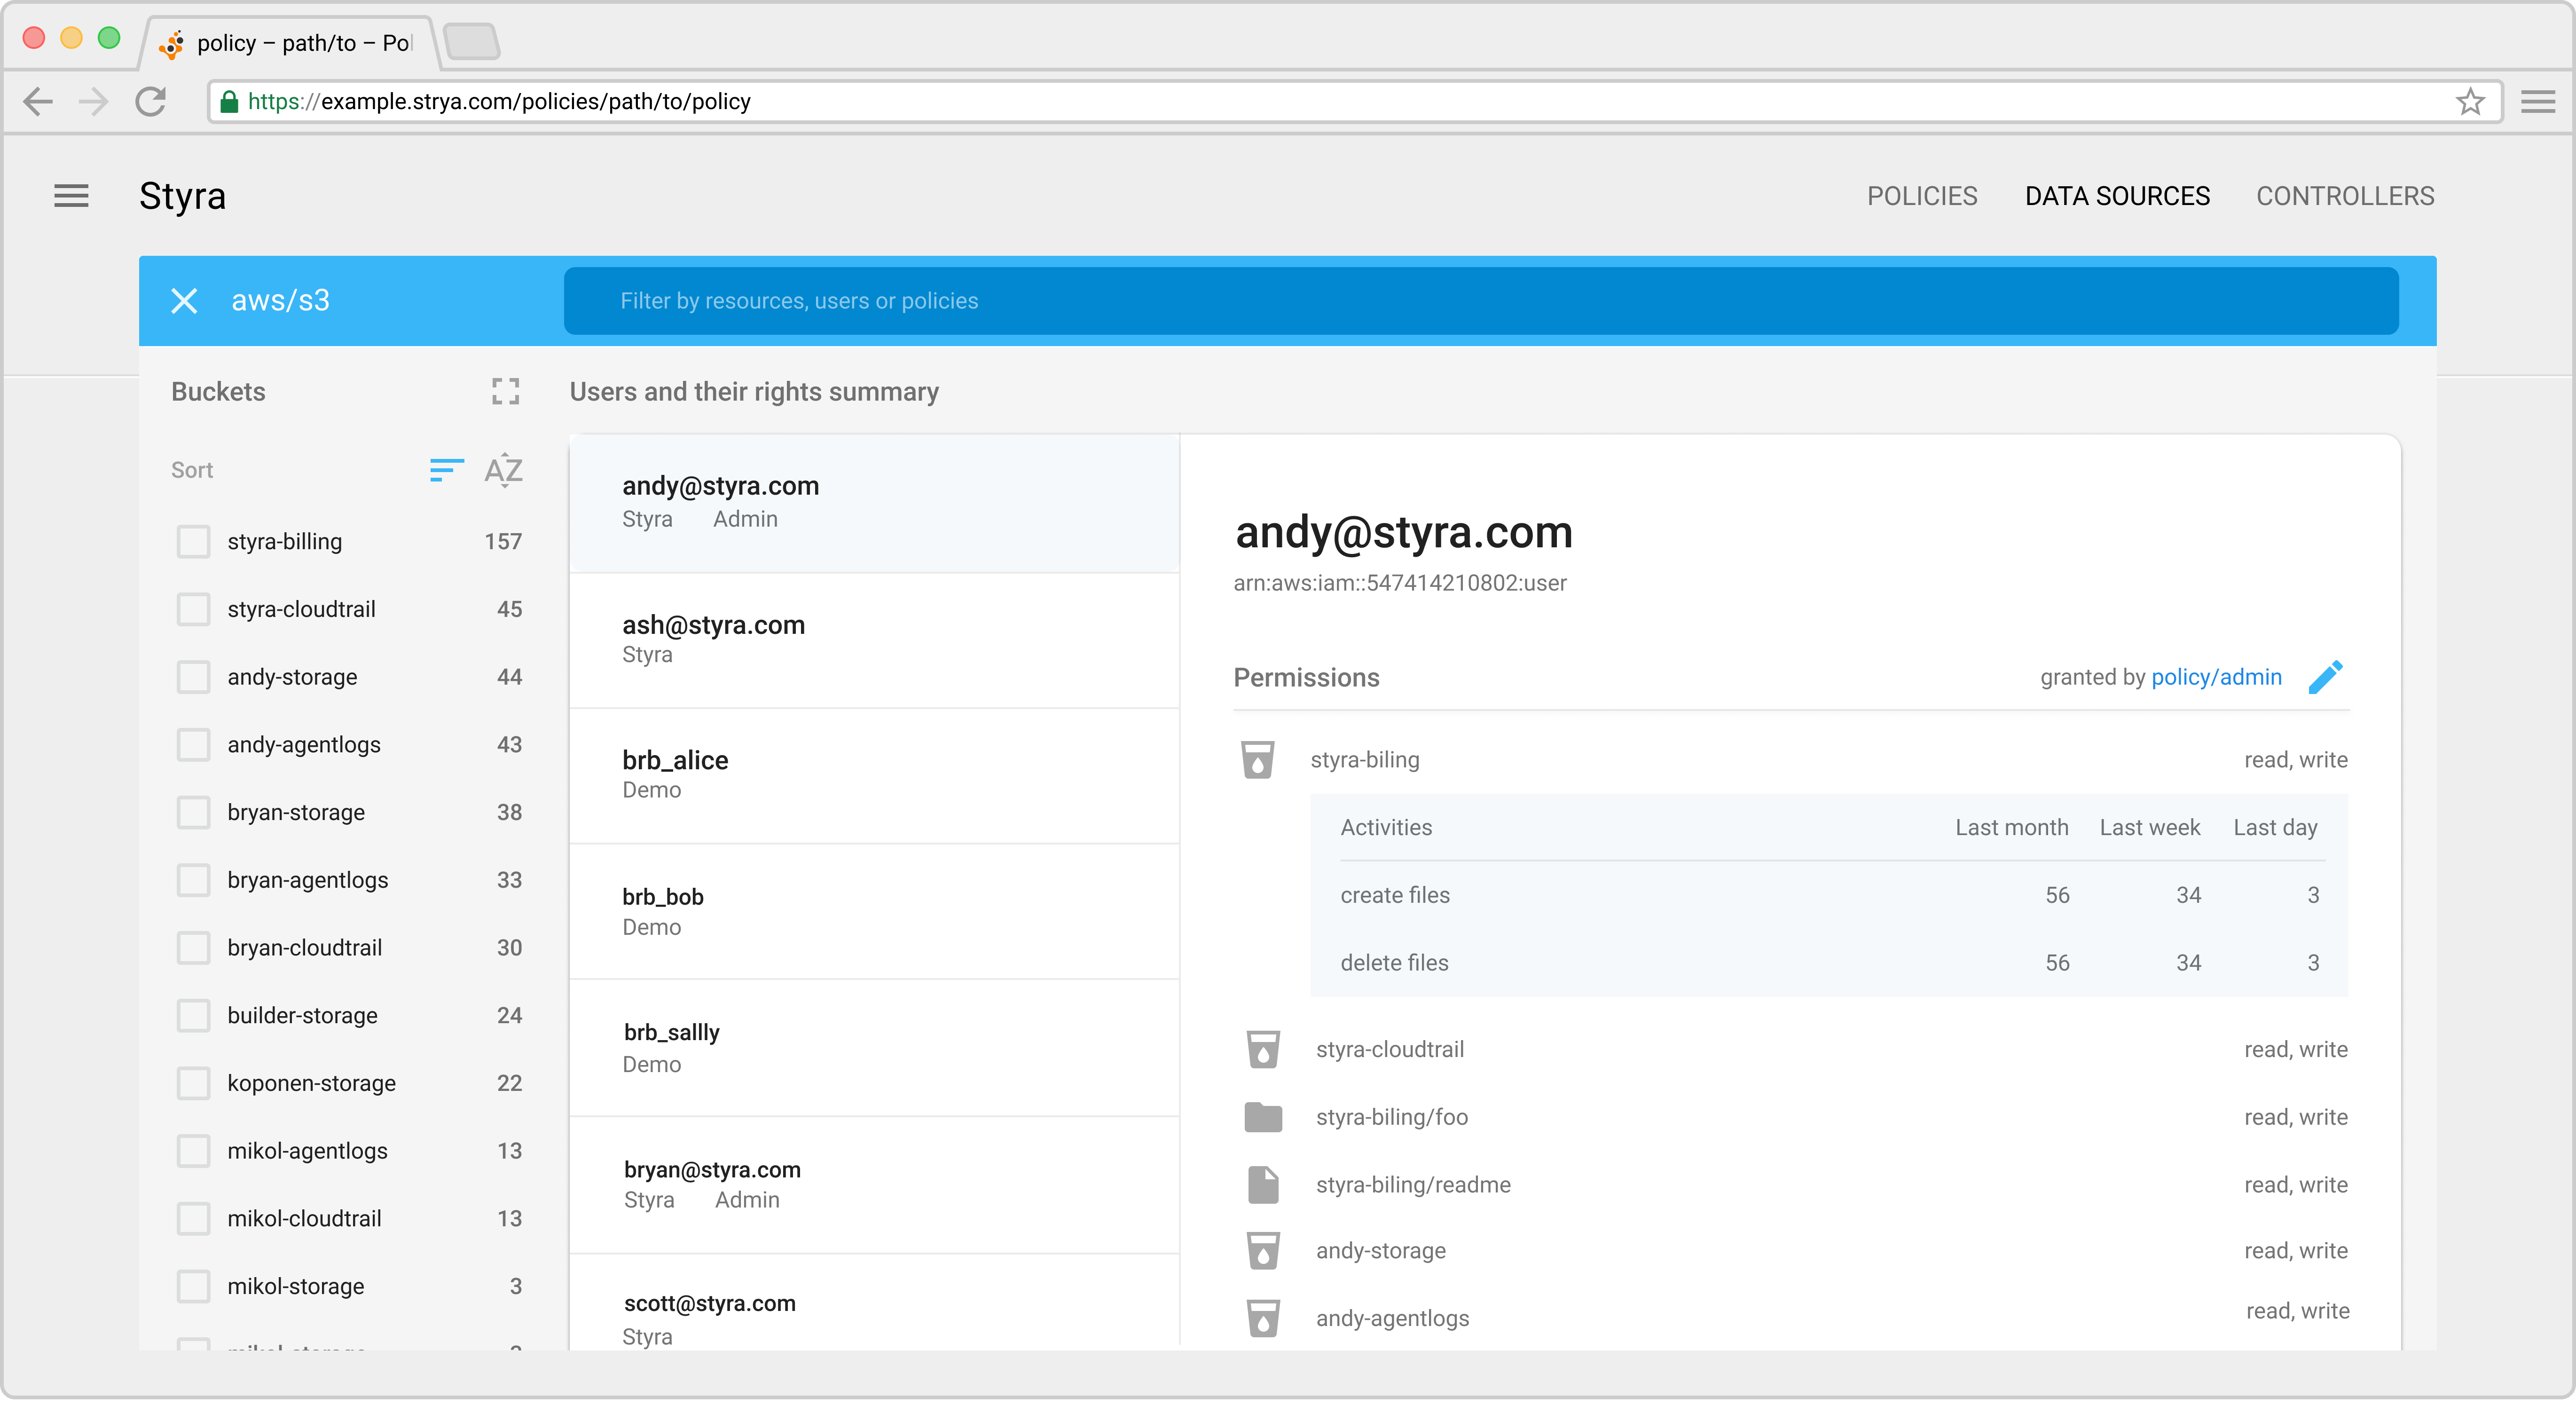 policy – path/to – Pol
https://example.strya.com/policies/path/to/policy
Styra
POLICIES DATA SOURCES CONTROLLERS
aws/s3
Filter by resources, users or policies
Buckets
Sort
AZ
styra-billing 157
styra-cloudtrail 45
andy-storage 44
andy-agentlogs 43
bryan-storage 38
bryan-agentlogs 33
bryan-cloudtrail 30
builder-storage 24
koponen-storage 22
mikol-agentlogs 13
mikol-cloudtrail 13
mikol-storage 3
Users and their rights summary
andy@styra.com
Styra Admin
ash@styra.com
Styra
brb_alice
Demo
brb_bob
Demo
brb_sallly
Demo
bryan@styra.com
Styra Admin
scott@styra.com
Styra
andy@styra.com
arn:aws:iam::547414210802:user
Permissions granted by policy/admin
styra-biling read, write
Activities Last month Last week Last day
create files 56 34 3
delete files 56 34 3
styra-cloudtrail read, write
styra-biling/foo read, write
styra-biling/readme read, write
andy-storage read, write
andy-agentlogs read, write